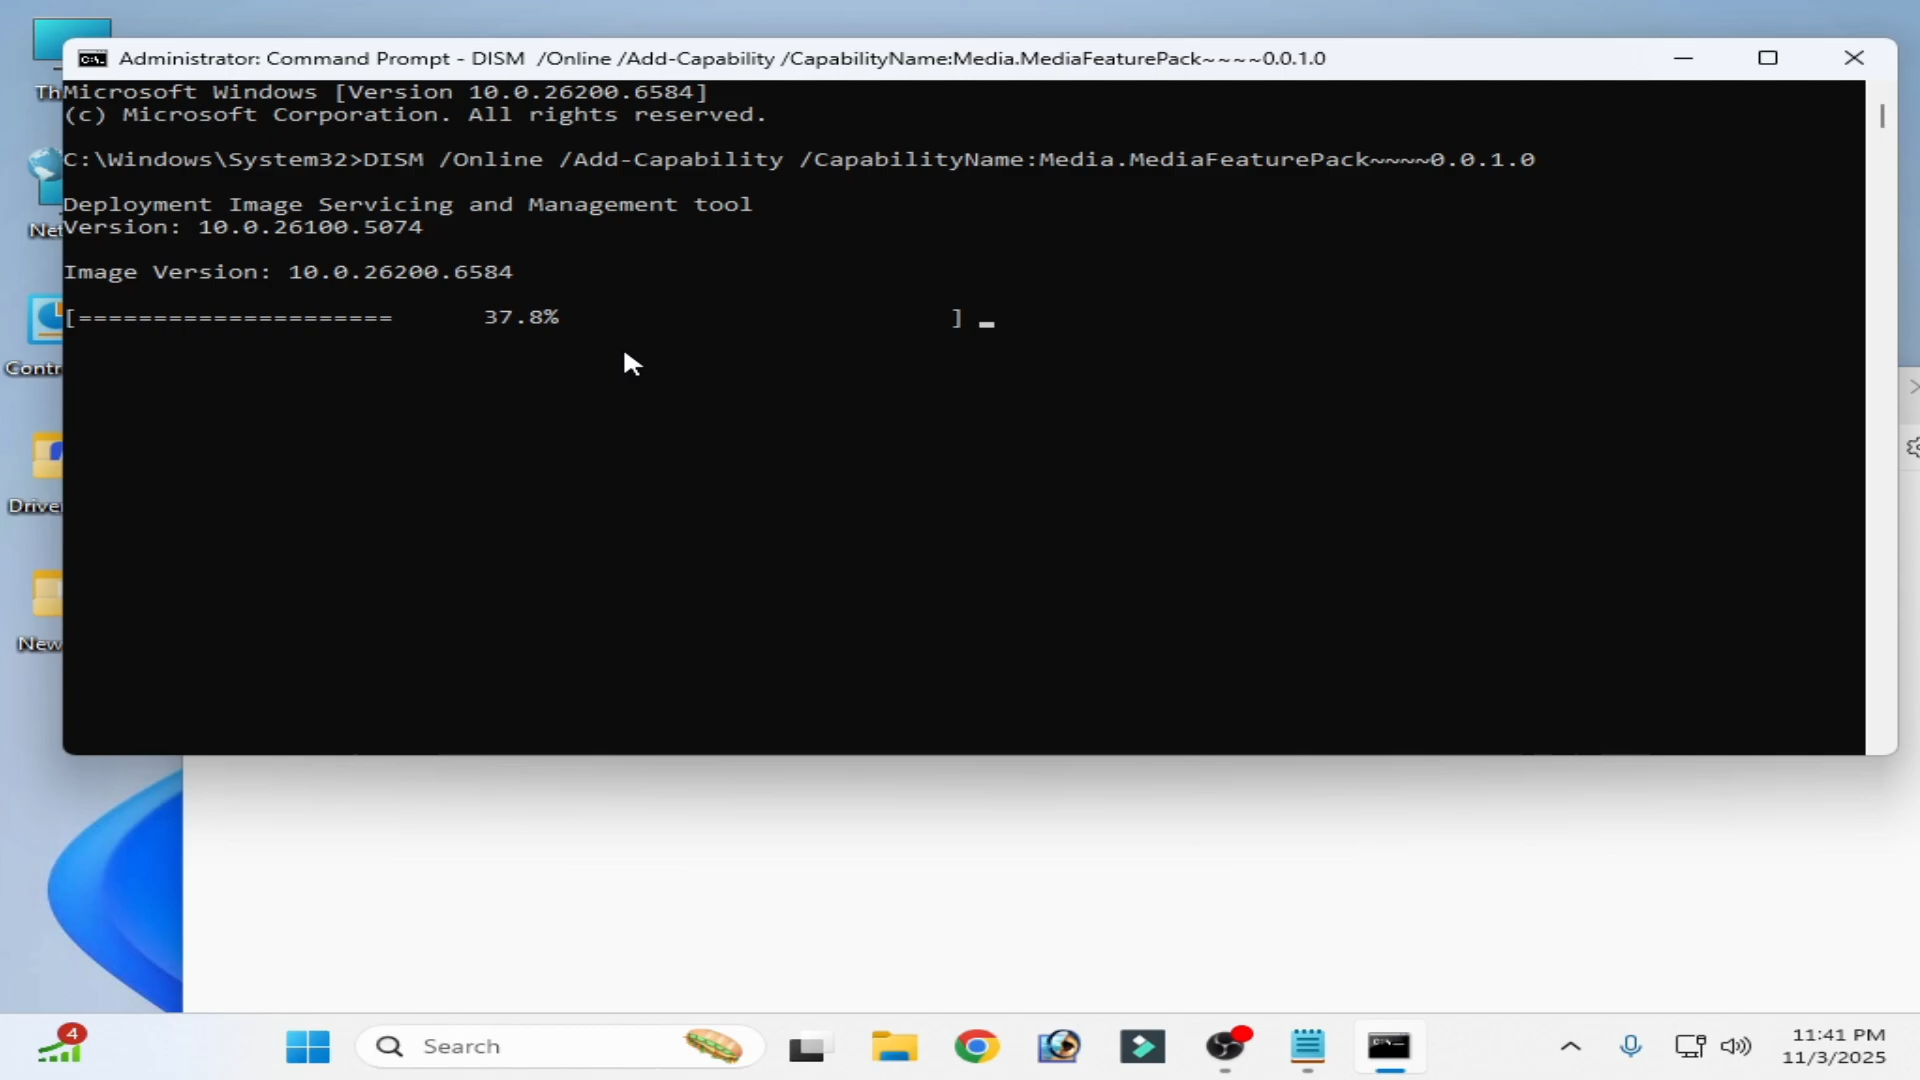 Administrator: Command Prompt - DISM  /Online /Add-Capability /CapabilityName:Media.MediaFeaturePack~~~~0.0.1.0
Th
Microsoft Windows [Version 10.0.26200.6584]
(c) Microsoft Corporation. All rights reserved.
C:\Windows\System32>DISM /Online /Add-Capability /CapabilityName:Media.MediaFeaturePack~~~~0.0.1.0
Deployment Image Servicing and Management tool
Net
Version: 10.0.26100.5074
Image Version: 10.0.26200.6584
[===================== 37.8% ] _
Contr
Drive
New
4
Search
11:41 PM
11/3/2025